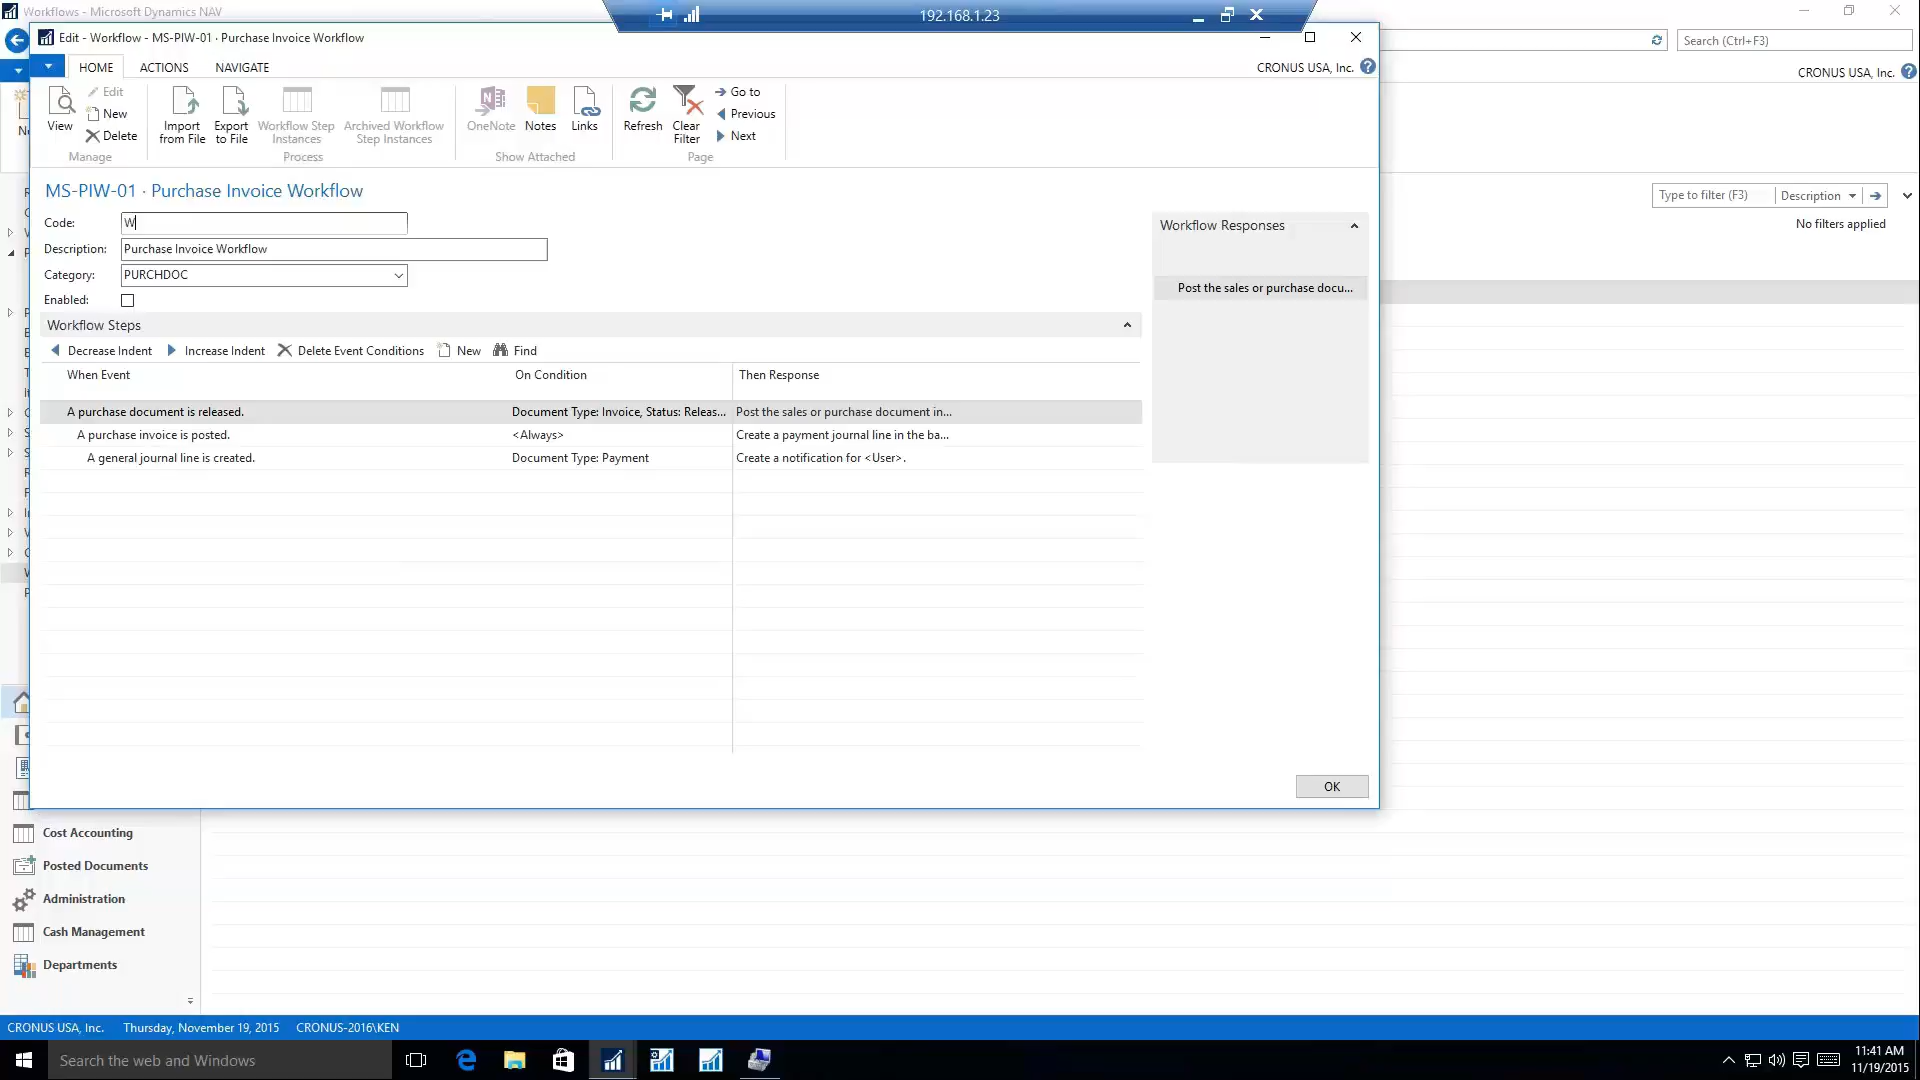 Workflows - Microsoft Dynamics NAV
192.168.1.23
Edit - Workflow - MS-PIW-01 · Purchase Invoice Workflow
Search (Ctrl+F3)
HOME ACTIONS NAVIGATE
CRONUS USA, Inc.
CRONUS USA, Inc.
View
Edit
New
Delete
Manage
Import from File
Export to File
Workflow Step Instances
Archived Workflow Step Instances
Process
OneNote
Notes
Links
Show Attached
Refresh
Clear Filter
Go to
Previous
Next
Page
MS-PIW-01 · Purchase Invoice Workflow
Type to filter (F3) Description
No filters applied
Code: W
Description: Purchase Invoice Workflow
Category: PURCHDOC
Enabled:
Workflow Responses
Post the sales or purchase docu...
Workflow Steps
Decrease Indent Increase Indent Delete Event Conditions New Find
When Event On Condition Then Response
A purchase document is released. Document Type: Invoice, Status: Releas... Post the sales or purchase document in...
A purchase invoice is posted. <Always> Create a payment journal line in the ba...
A general journal line is created. Document Type: Payment Create a notification for <User>.
OK
Cost Accounting
Posted Documents
Administration
Cash Management
Departments
CRONUS USA, Inc. Thursday, November 19, 2015 CRONUS-2016\KEN
Search the web and Windows
11:41 AM
11/19/2015